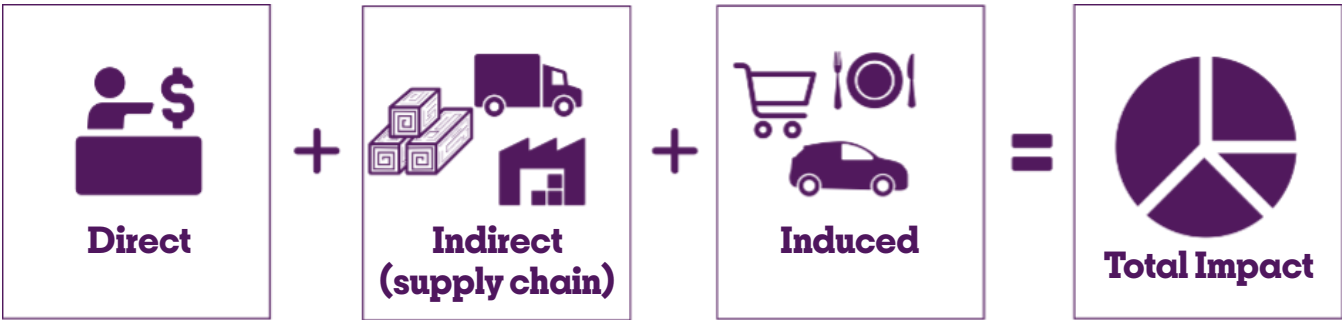 $
+
+
=
Direct
Indirect
(supply chain)
Induced
Total Impact